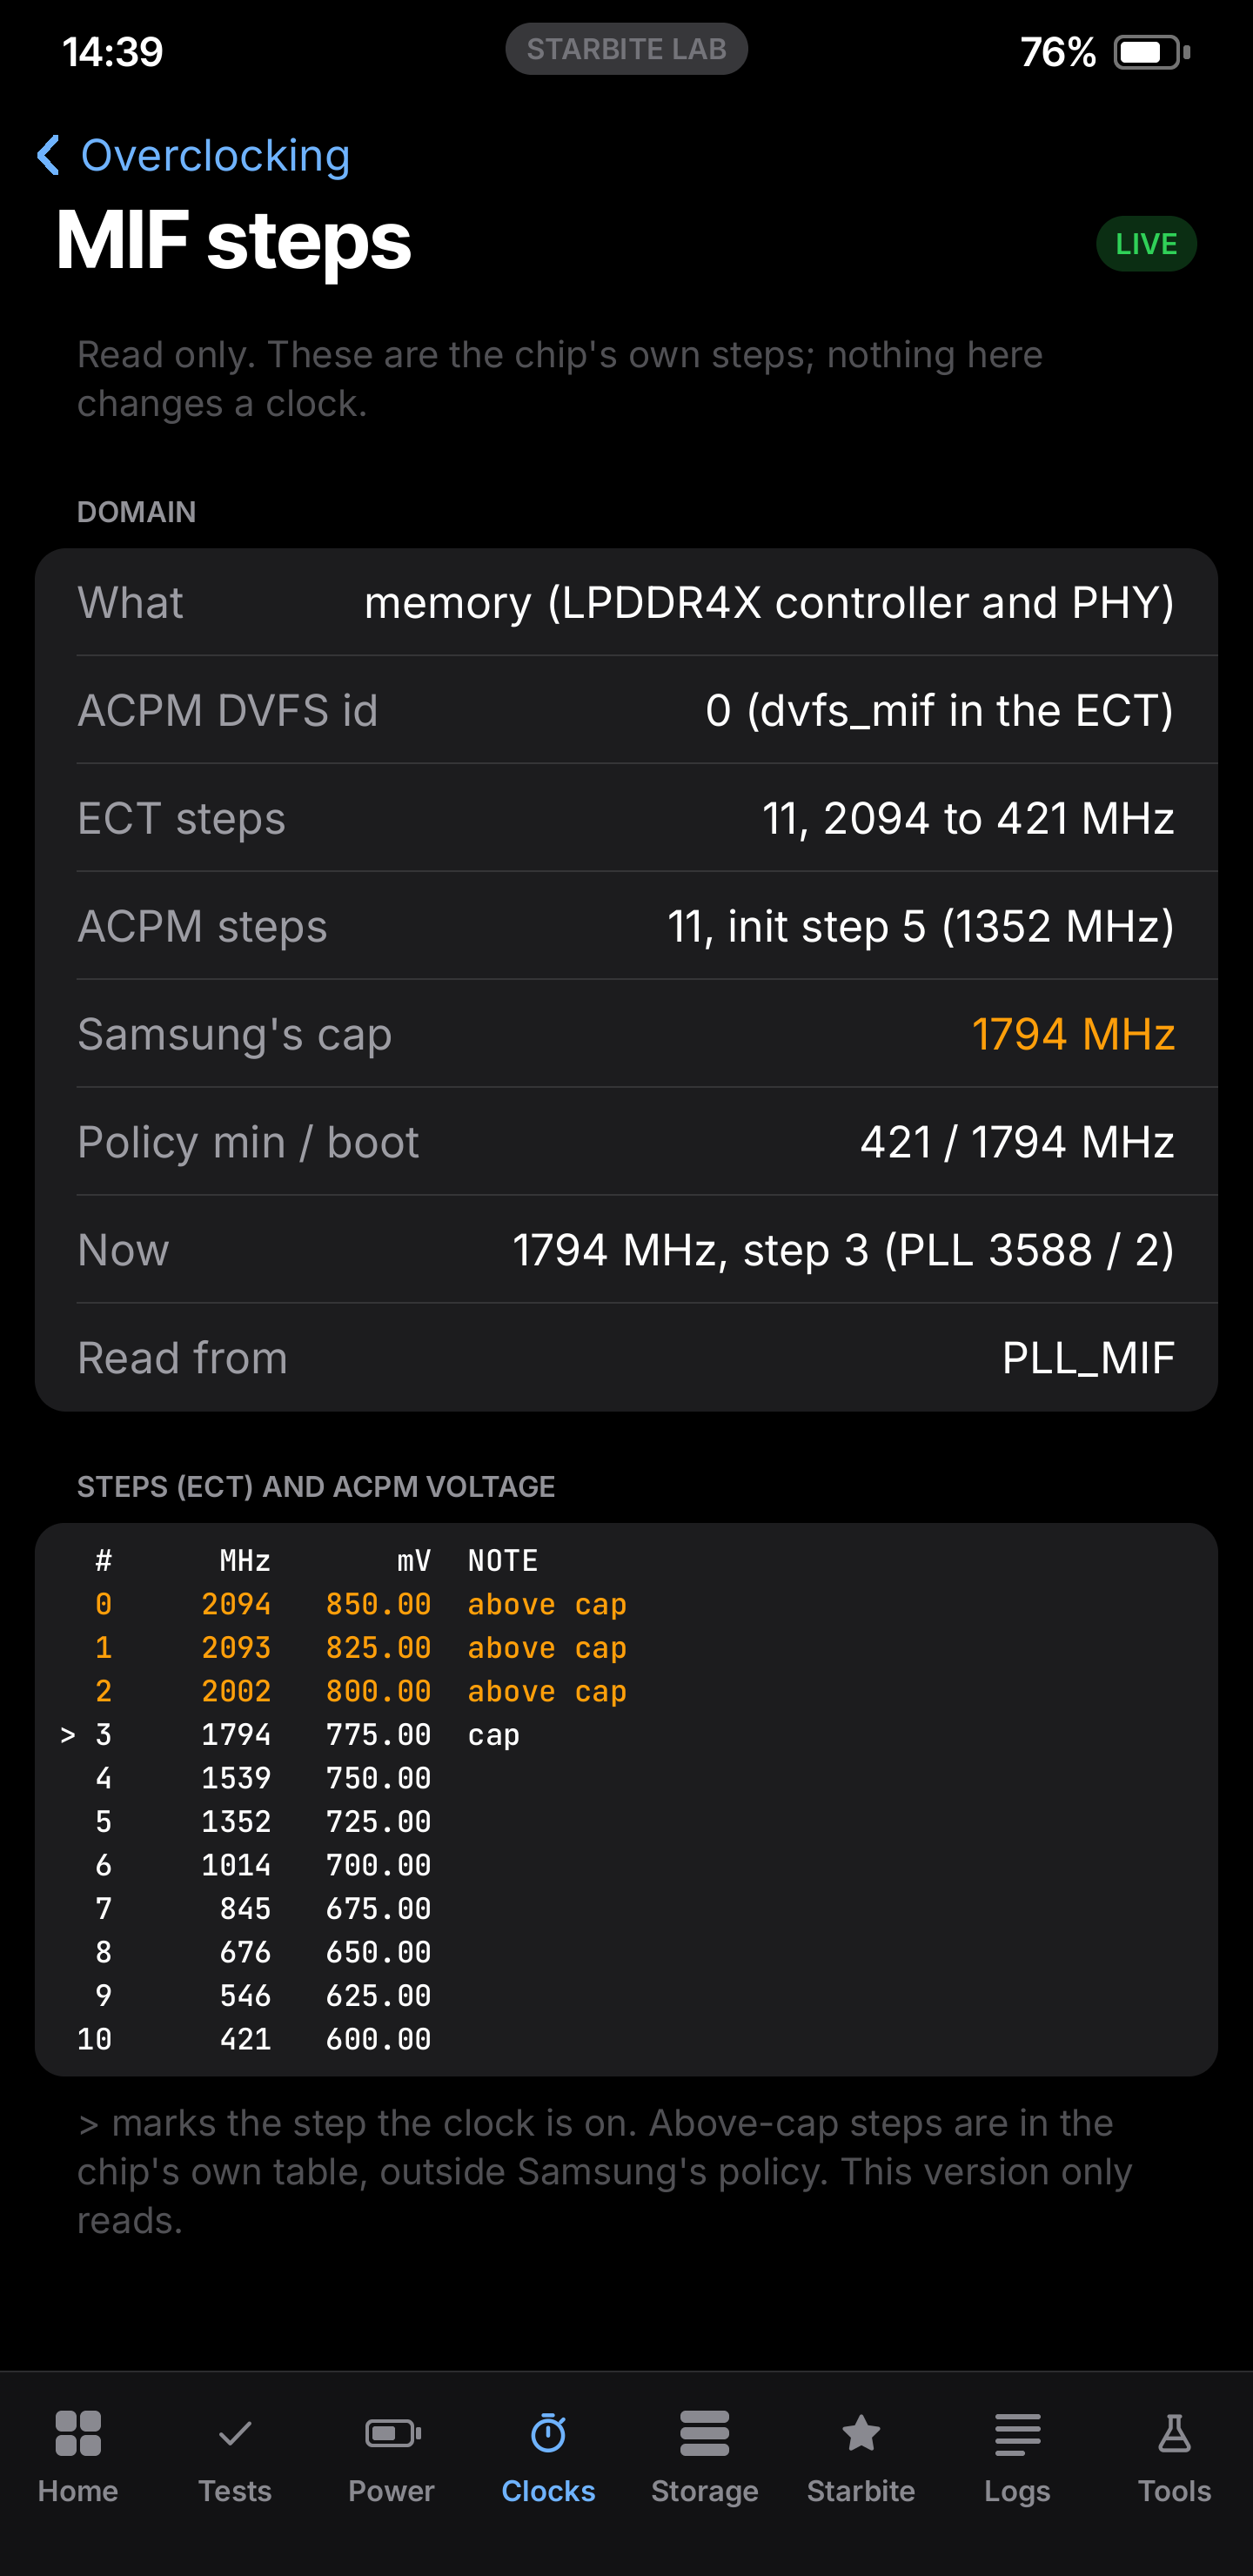 14:39
STARBITE LAB
76%
Overclocking
MIF steps
LIVE
Read only. These are the chip's own steps; nothing here
changes a clock.
DOMAIN
What memory (LPDDR4X controller and PHY)
ACPM DVFS id 0 (dvfs_mif in the ECT)
ECT steps 11, 2094 to 421 MHz
ACPM steps 11, init step 5 (1352 MHz)
Samsung's cap 1794 MHz
Policy min / boot 421 / 1794 MHz
Now 1794 MHz, step 3 (PLL 3588 / 2)
Read from PLL_MIF
STEPS (ECT) AND ACPM VOLTAGE
# MHz mV NOTE
0 2094 850.00 above cap
1 2093 825.00 above cap
2 2002 800.00 above cap
> 3 1794 775.00 cap
4 1539 750.00
5 1352 725.00
6 1014 700.00
7 845 675.00
8 676 650.00
9 546 625.00
10 421 600.00
> marks the step the clock is on. Above-cap steps are in the
chip's own table, outside Samsung's policy. This version only
reads.
Home Tests Power Clocks Storage Starbite Logs Tools